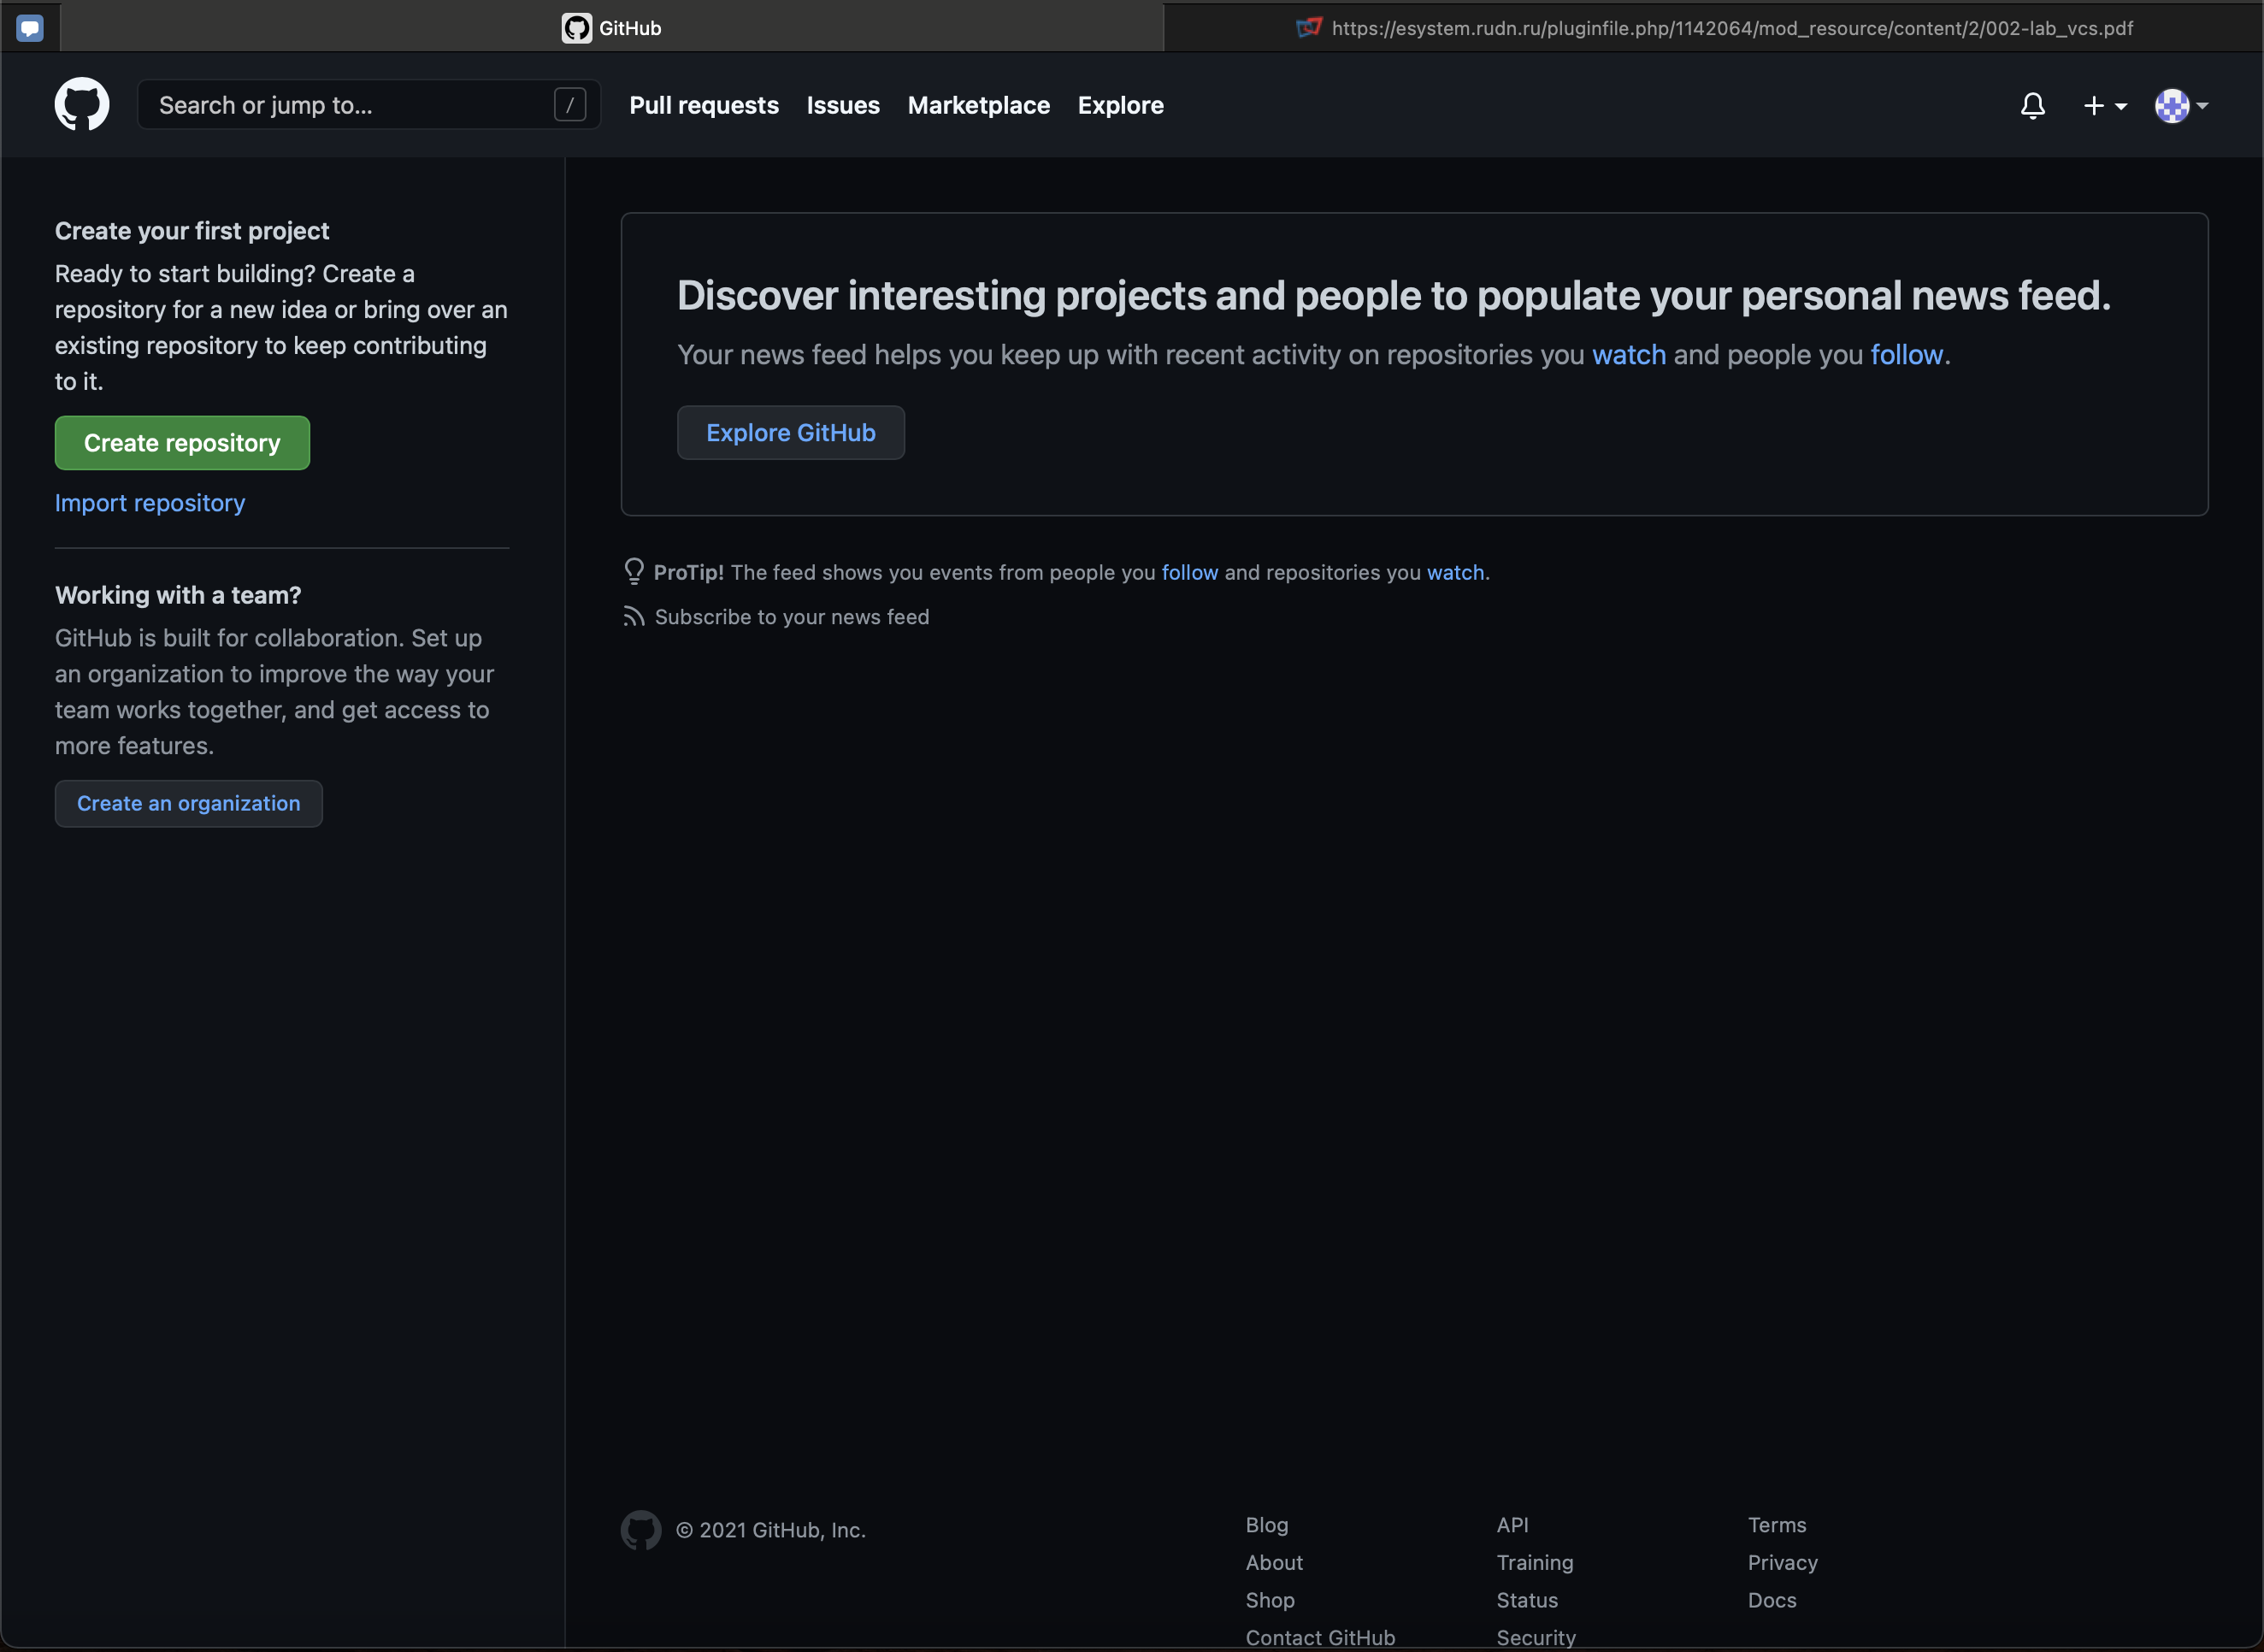 GitHub
https://esystem.rudn.ru/pluginfile.php/1142064/mod_resource/content/2/002-lab_vcs.pdf
Search or jump to...
/
Pull requests
Issues
Marketplace
Explore
Create your first project
Ready to start building? Create a
repository for a new idea or bring over an
existing repository to keep contributing
to it.
Create repository
Import repository
Working with a team?
GitHub is built for collaboration. Set up
an organization to improve the way your
team works together, and get access to
more features.
Create an organization
Discover interesting projects and people to populate your personal news feed.
Your news feed helps you keep up with recent activity on repositories you watch and people you follow.
Explore GitHub
ProTip! The feed shows you events from people you follow and repositories you watch.
Subscribe to your news feed
© 2021 GitHub, Inc.
Blog
About
Shop
Contact GitHub
API
Training
Status
Security
Terms
Privacy
Docs